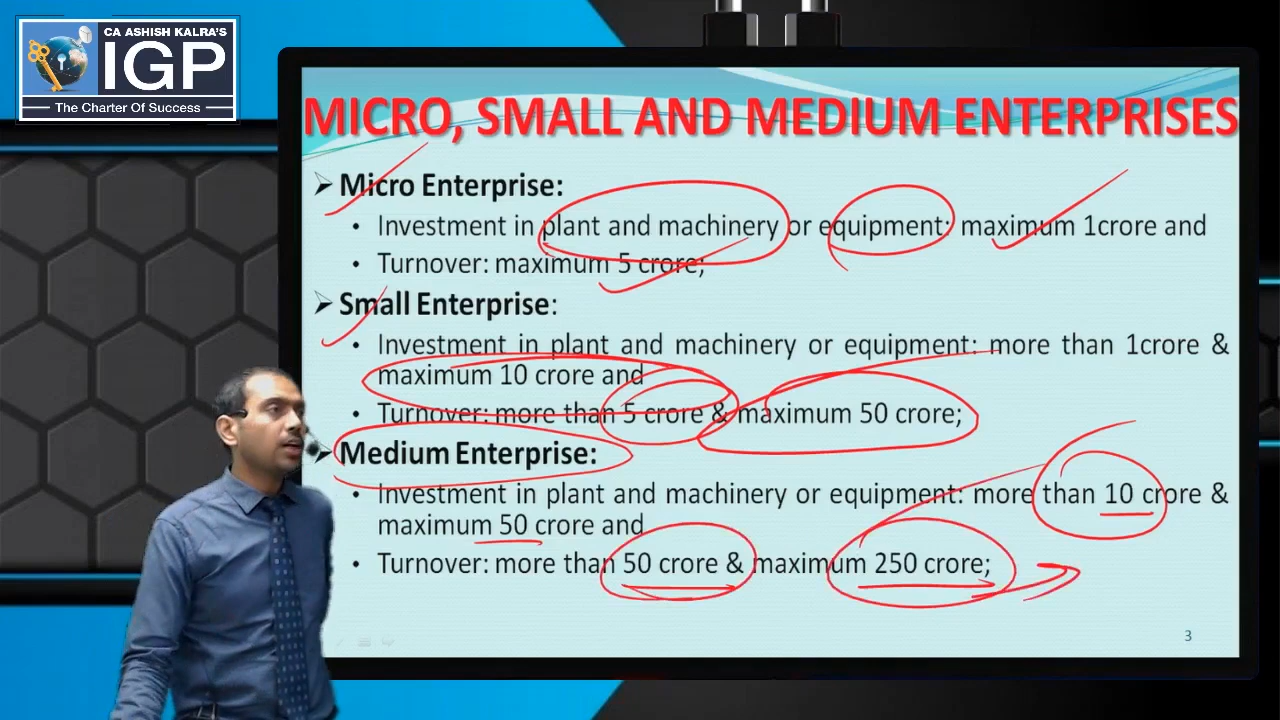 CA ASHISH KALRA'S
IGP
The Charter Of Success
MICRO, SMALL AND MEDIUM ENTERPRISES
➢ Micro Enterprise:
• Investment in plant and machinery or equipment: maximum 1crore and
• Turnover: maximum 5 crore;
➢ Small Enterprise:
• Investment in plant and machinery or equipment: more than 1crore &
maximum 10 crore and
• Turnover: more than 5 crore & maximum 50 crore;
➢ Medium Enterprise:
• Investment in plant and machinery or equipment: more than 10 crore &
maximum 50 crore and
• Turnover: more than 50 crore & maximum 250 crore;
3